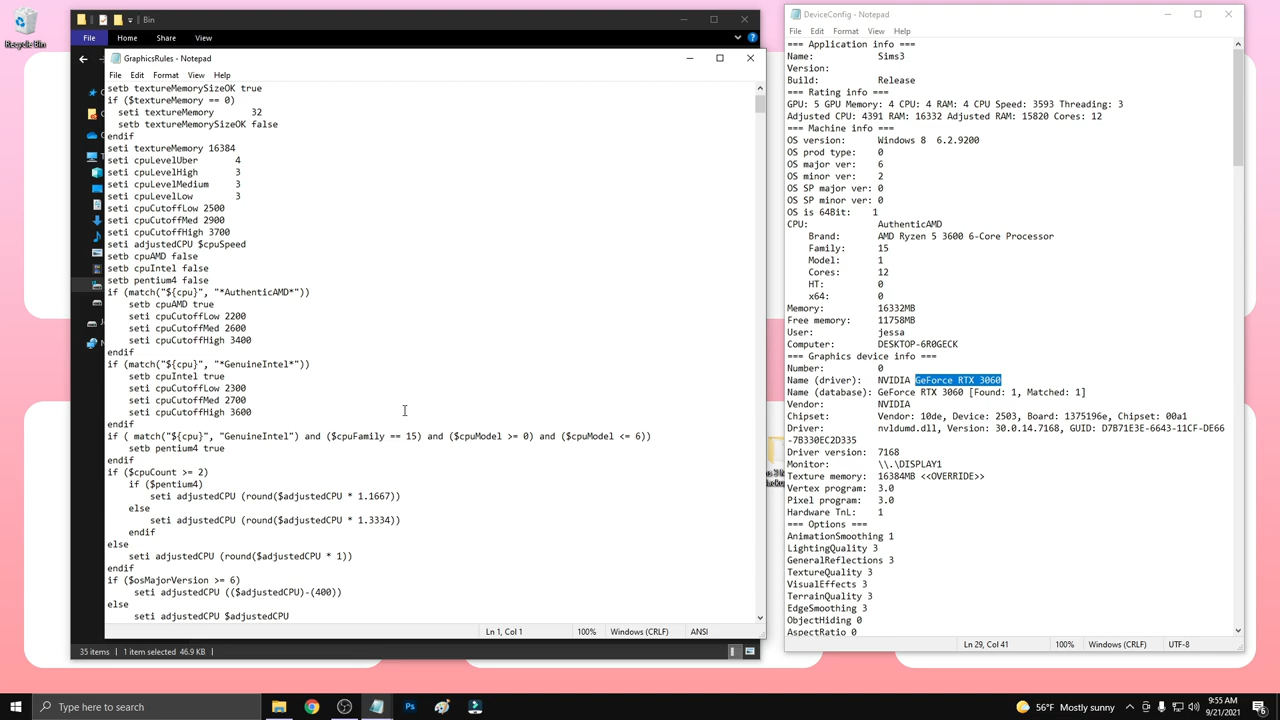 Recycle Bin
Bin
File Home Share View
GraphicsRules - Notepad
File Edit Format View Help
setb textureMemorySizeOK true
if ($textureMemory == 0)
seti textureMemory 32
setb textureMemorySizeOK false
endif
seti textureMemory 16384
seti cpuLevelUber 4
seti cpuLevelHigh 3
seti cpuLevelMedium 3
seti cpuLevelLow 3
seti cpuCutoffLow 2500
seti cpuCutoffMed 2900
seti cpuCutoffHigh 3700
seti adjustedCPU $cpuSpeed
setb cpuAMD false
setb cpuIntel false
setb pentium4 false
if (match("${cpu}", "*AuthenticAMD*"))
setb cpuAMD true
seti cpuCutoffLow 2200
seti cpuCutoffMed 2600
seti cpuCutoffHigh 3400
endif
if (match("${cpu}", "*GenuineIntel*"))
setb cpuIntel true
seti cpuCutoffLow 2300
seti cpuCutoffMed 2700
seti cpuCutoffHigh 3600
endif
if ( match("${cpu}", "GenuineIntel") and ($cpuFamily == 15) and ($cpuModel >= 0) and ($cpuModel <= 6))
setb pentium4 true
endif
if ($cpuCount >= 2)
if ($pentium4)
seti adjustedCPU (round($adjustedCPU * 1.1667))
else
seti adjustedCPU (round($adjustedCPU * 1.3334))
endif
else
seti adjustedCPU (round($adjustedCPU * 1))
endif
if ($osMajorVersion >= 6)
seti adjustedCPU (($adjustedCPU)-(400))
else
seti adjustedCPU $adjustedCPU
Ln 1, Col 1 100% Windows (CRLF) ANSI
35 items 1 item selected 46.9 KB
DeviceConfig - Notepad
File Edit Format View Help
=== Application info ===
Name: Sims3
Version:
Build: Release
=== Rating info ===
GPU: 5 GPU Memory: 4 CPU: 4 RAM: 4 CPU Speed: 3593 Threading: 3
Adjusted CPU: 4391 RAM: 16332 Adjusted RAM: 15820 Cores: 12
=== Machine info ===
OS version: Windows 8 6.2.9200
OS prod type: 0
OS major ver: 6
OS minor ver: 2
OS SP major ver: 0
OS SP minor ver: 0
OS is 64Bit: 1
CPU: AuthenticAMD
Brand: AMD Ryzen 5 3600 6-Core Processor
Family: 15
Model: 1
Cores: 12
HT: 0
x64: 0
Memory: 16332MB
Free memory: 11758MB
User: jessa
Computer: DESKTOP-6R0GECK
=== Graphics device info ===
Number: 0
Name (driver): NVIDIA GeForce RTX 3060
Name (database): GeForce RTX 3060 [Found: 1, Matched: 1]
Vendor: NVIDIA
Chipset: Vendor: 10de, Device: 2503, Board: 1375196e, Chipset: 00a1
Driver: nvldumd.dll, Version: 30.0.14.7168, GUID: D7B71E3E-6643-11CF-DE66
-7B330EC2D335
Driver version: 7168
Monitor: \\.\DISPLAY1
Texture memory: 16384MB <<OVERRIDE>>
Vertex program: 3.0
Pixel program: 3.0
Hardware TnL: 1
=== Options ===
AnimationSmoothing 1
LightingQuality 3
GeneralReflections 3
TextureQuality 3
VisualEffects 3
TerrainQuality 3
EdgeSmoothing 3
ObjectHiding 0
AspectRatio 0
Ln 29, Col 41 100% Windows (CRLF) UTF-8
Type here to search
56°F Mostly sunny
9:55 AM
9/21/2021